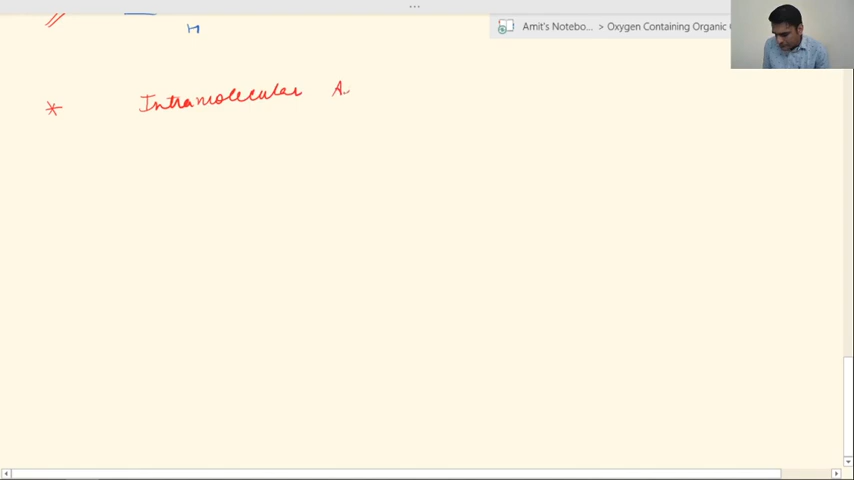 ...
H
Amit's Notebo... > Oxygen Containing Organic
* Intramolecular A